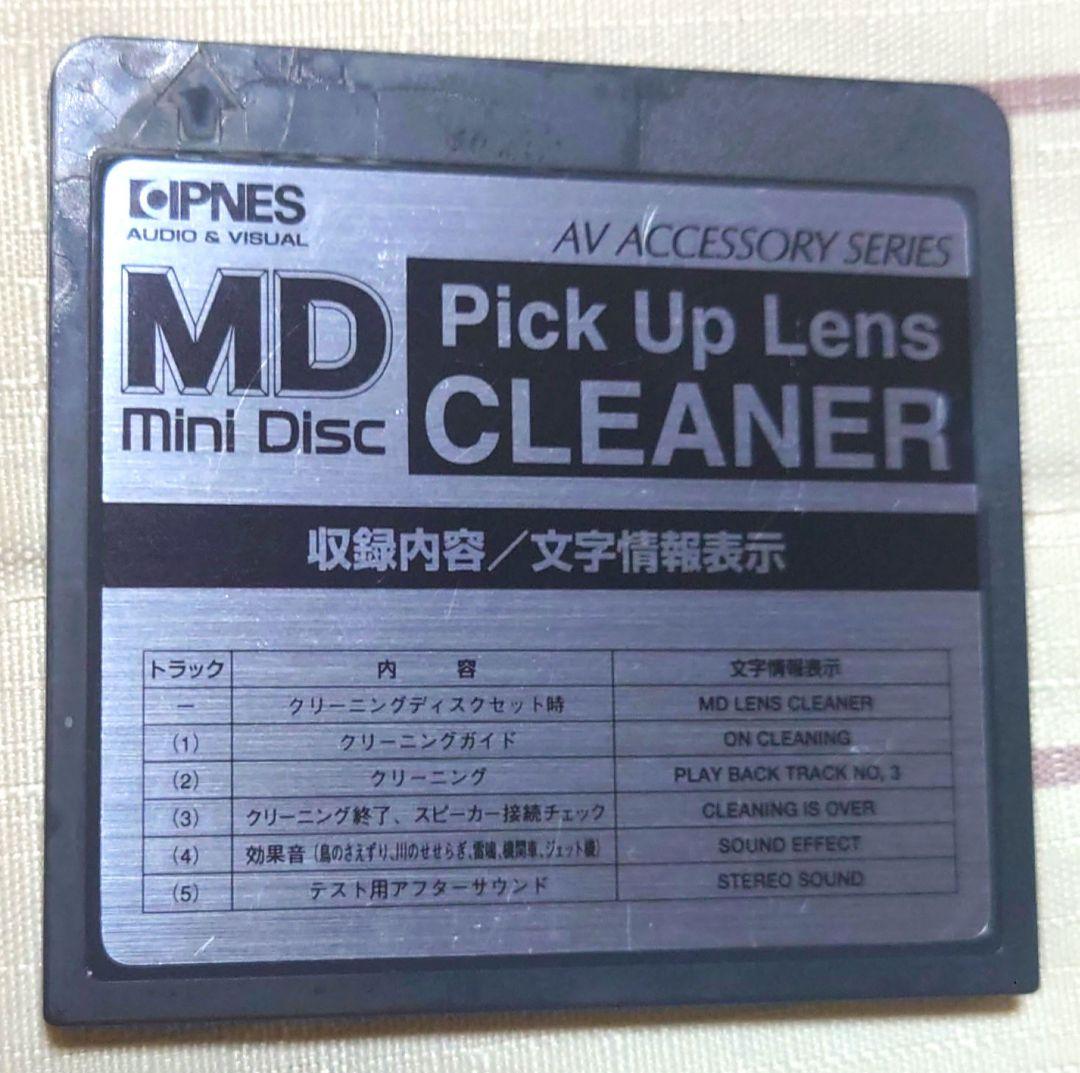 IPNES
AUDIO & VISUAL
AV ACCESSORY SERIES
MD
Mini Disc
Pick Up Lens
CLEANER
収録内容／文字情報表示
トラック 内 容 文字情報表示
— クリーニングディスクセット時 MD LENS CLEANER
(1) クリーニングガイド ON CLEANING
(2) クリーニング PLAY BACK TRACK NO, 3
(3) クリーニング終了、スピーカー接続チェック CLEANING IS OVER
(4) 効果音(鳥のさえずり、川のせせらぎ、雷鳴、機関車、ジェット機) SOUND EFFECT
(5) テスト用アフターサウンド STEREO SOUND